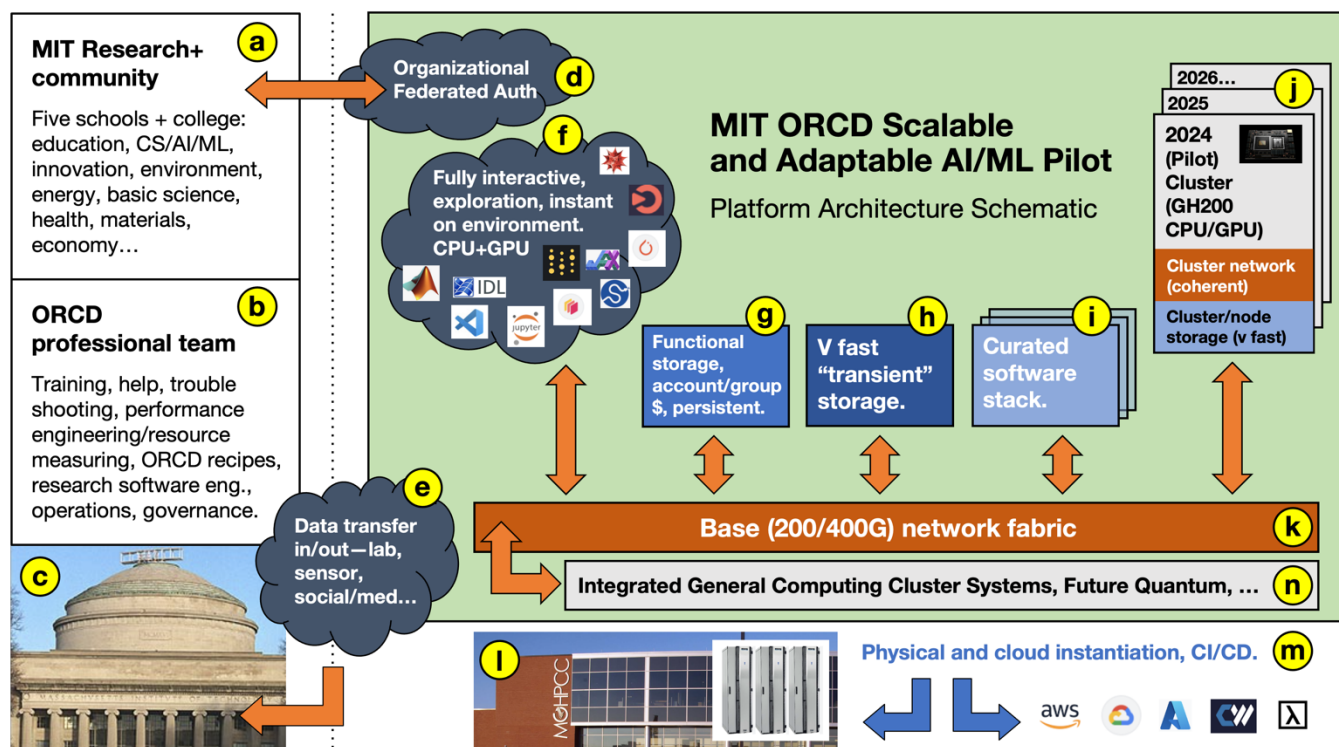 MIT Research+
community
a
Five schools + college:
education, CS/AI/ML,
innovation, environment,
energy, basic science,
health, materials,
economy…
ORCD
professional team
b
Training, help, trouble
shooting, performance
engineering/resource
measuring, ORCD recipes,
research software eng.,
operations, governance.
c
Organizational
Federated Auth
d
f
Fully interactive,
exploration, instant
on environment.
CPU+GPU
IDL
jupyter
MIT ORCD Scalable
and Adaptable AI/ML Pilot
Platform Architecture Schematic
2026…
2025
j
2024
(Pilot)
Cluster
(GH200
CPU/GPU)
Cluster network
(coherent)
Cluster/node
storage (v fast)
g
Functional
storage,
account/group
$, persistent.
h
V fast
“transient”
storage.
i
Curated
software
stack.
e
Data transfer
in/out—lab,
sensor,
social/med…
Base (200/400G) network fabric
k
Integrated General Computing Cluster Systems, Future Quantum, …
n
l
MGHPCC
Physical and cloud instantiation, CI/CD.
m
aws
λ